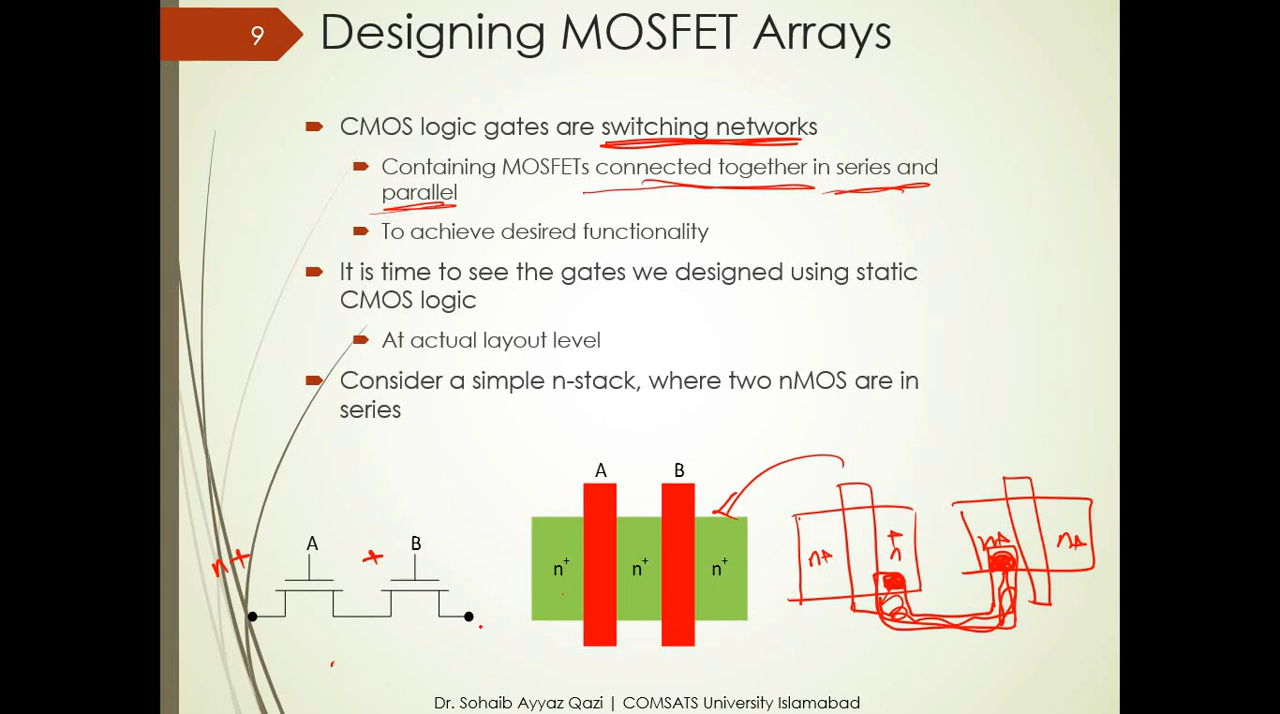 9
Designing MOSFET Arrays
CMOS logic gates are switching networks
Containing MOSFETs connected together in series and
parallel
To achieve desired functionality
It is time to see the gates we designed using static
CMOS logic
At actual layout level
Consider a simple n-stack, where two nMOS are in
series
n+
A
+
B
A
B
n+
n+
n+
n+
n+
n+
n+
Dr. Sohaib Ayyaz Qazi | COMSATS University Islamabad